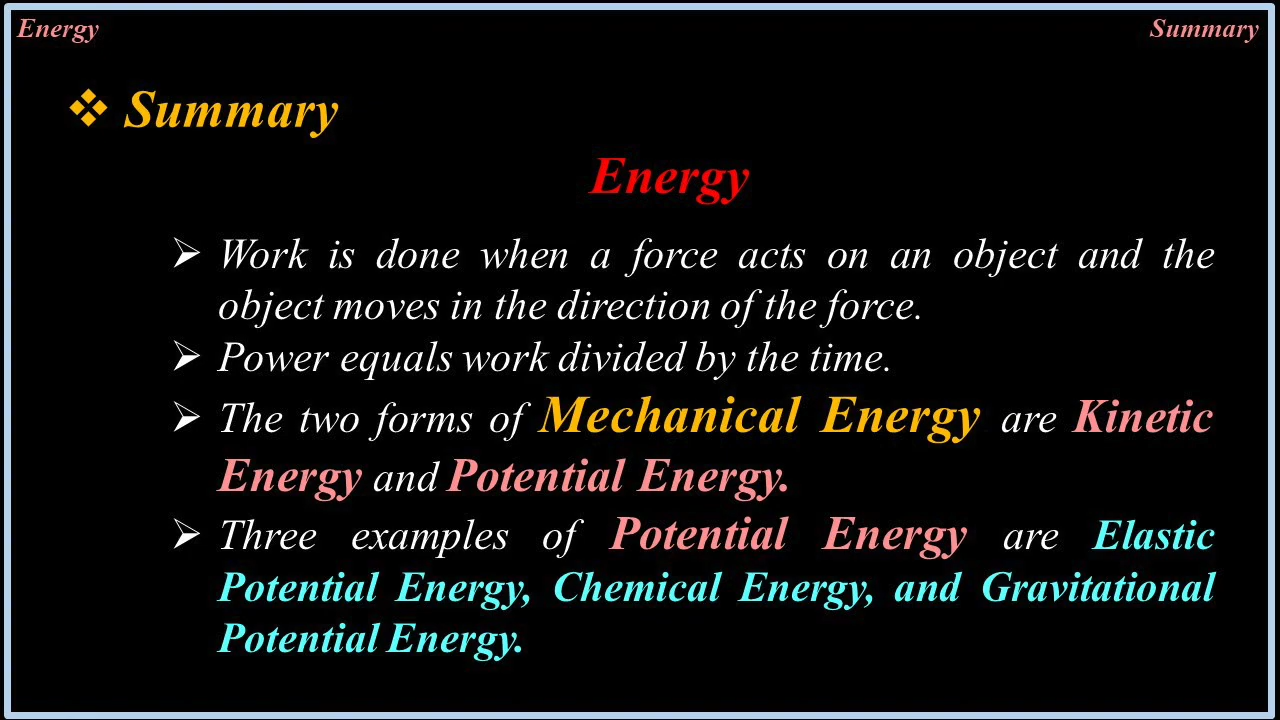 Energy
Summary
❖ Summary
Energy
➢ Work is done when a force acts on an object and the
object moves in the direction of the force.
➢ Power equals work divided by the time.
➢ The two forms of Mechanical Energy are Kinetic
Energy and Potential Energy.
➢ Three examples of Potential Energy are Elastic
Potential Energy, Chemical Energy, and Gravitational
Potential Energy.